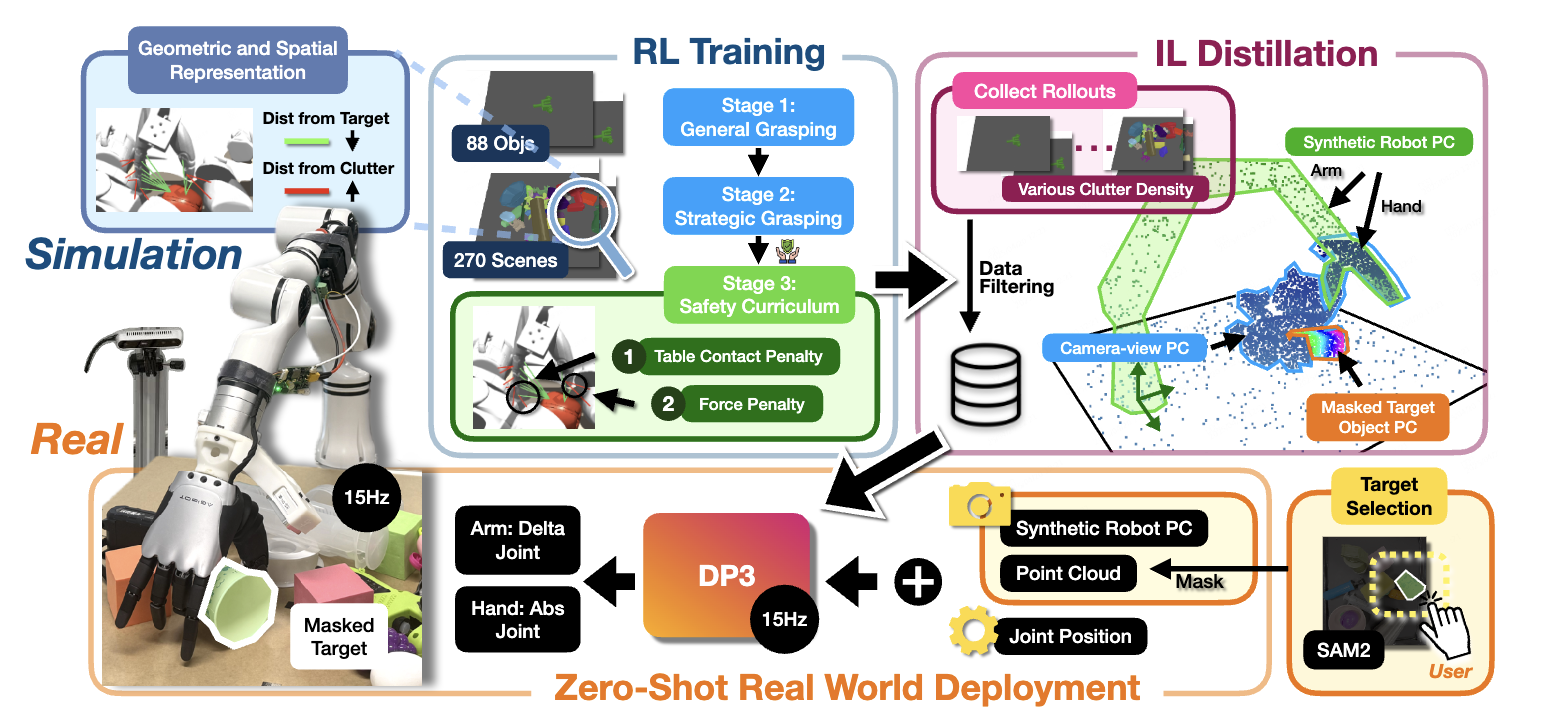 Geometric and Spatial
Representation
Dist from Target
Dist from Clutter
Simulation
Real
RL Training
88 Objs
270 Scenes
Stage 1:
General Grasping
Stage 2:
Strategic Grasping
Stage 3:
Safety Curriculum
1 Table Contact Penalty
2 Force Penalty
IL Distillation
Collect Rollouts
Various Clutter Density
Data
Filtering
Synthetic Robot PC
Arm
Hand
Camera-view PC
Masked Target
Object PC
15Hz
Masked
Target
Arm: Delta
Joint
Hand: Abs
Joint
DP3
15Hz
Synthetic Robot PC
Point Cloud
Mask
Joint Position
Target
Selection
SAM2
User
Zero-Shot Real World Deployment